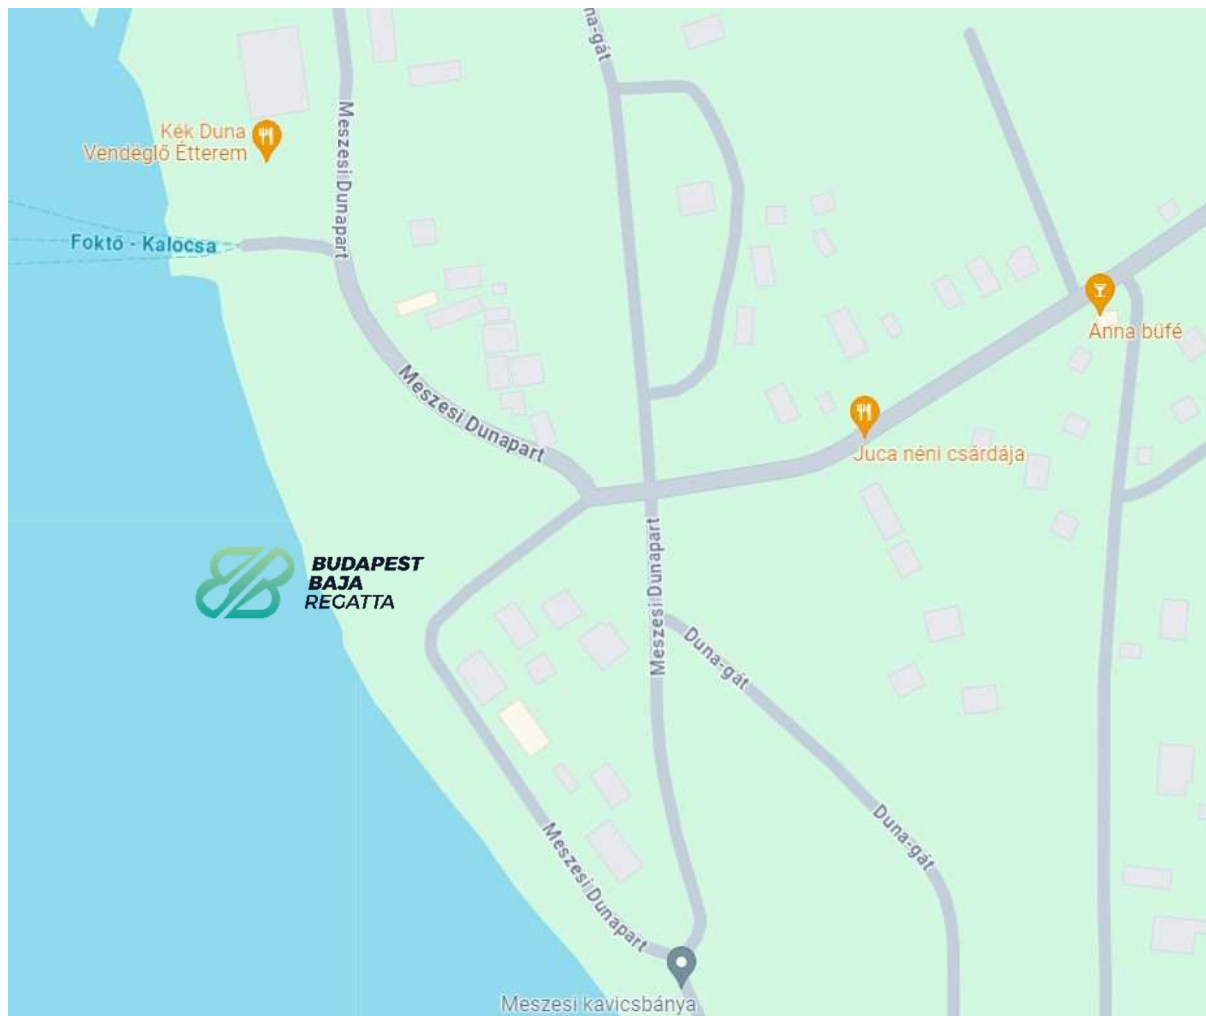 na-gát
Kék Duna
Vendéglő Étterem
Meszesi Dunapart
Foktő - Kalocsa
Anna büfé
Meszesi Dunapart
Juca néni csárdája
BUDAPEST
BAJA
REGATTA
Meszesi Dunapart
Duna-gát
Duna-gát
Meszesi Dunapart
Meszesi kavicsbánya